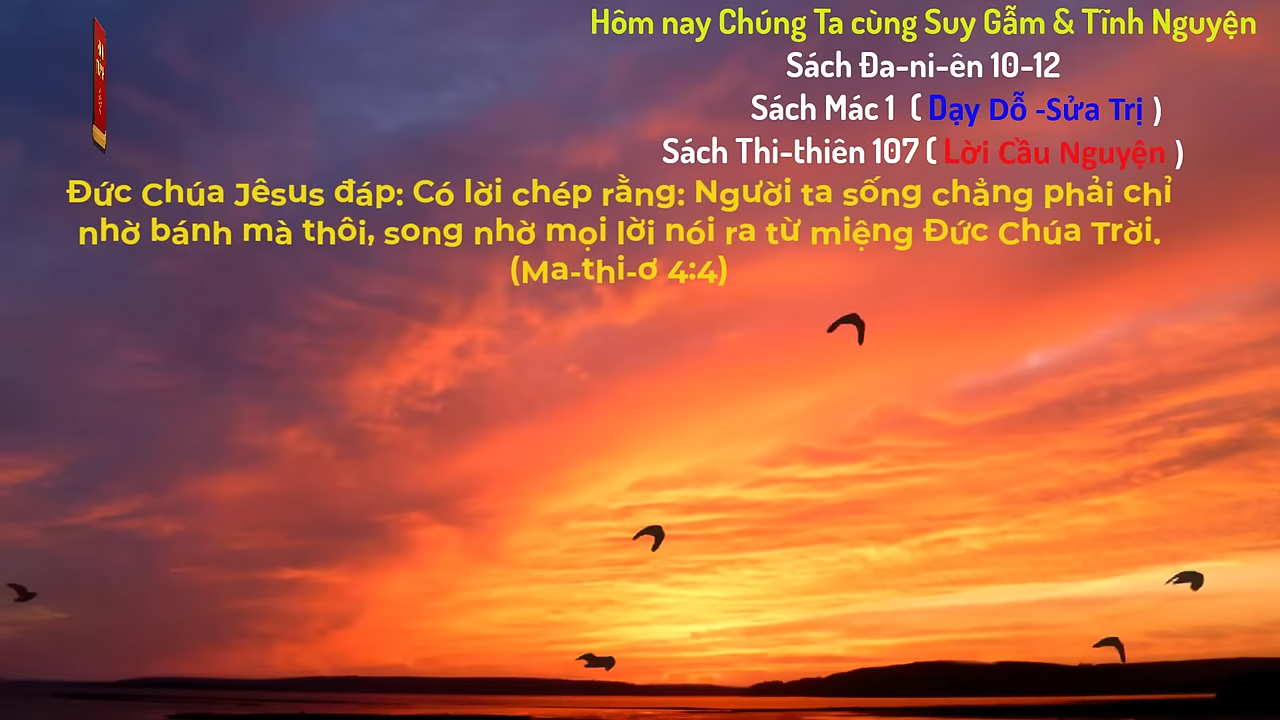 Hôm nay Chúng Ta cùng Suy Gẫm & Tĩnh Nguyện
Sách Đa-ni-ên 10-12
Sách Mác 1 ( Dạy Dỗ -Sửa Trị )
Sách Thi-thiên 107 ( Lời Cầu Nguyện )
Đức Chúa Jêsus đáp: Có lời chép rằng: Người ta sống chẳng phải chỉ
nhờ bánh mà thôi, song nhờ mọi lời nói ra từ miệng Đức Chúa Trời.
(Ma-thi-ơ 4:4)